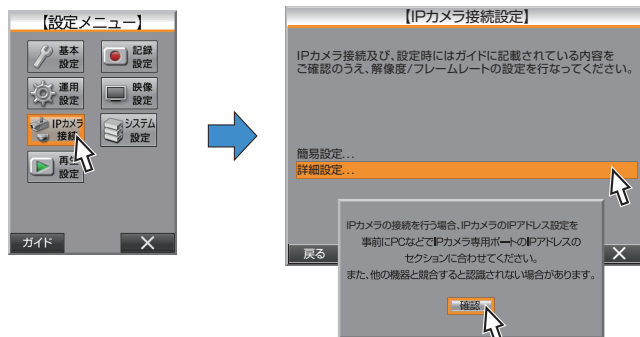 【設定メニュー】
基本
設定
記録
設定
運用
設定
映像
設定
IPカメラ
接続
システム
設定
再生
設定
ガイド
【IPカメラ接続設定】
IPカメラ接続及び、設定時にはガイドに記載されている内容を
ご確認のうえ、解像度/フレームレートの設定を行なってください。
簡易設定...
詳細設定...
戻る
IPカメラの接続を行う場合、IPカメラのIPアドレス設定を
事前にPCなどでIPカメラ専用ポートのIPアドレスの
セクションに合わせてください。
また、他の機器と競合すると認識されない場合があります。
確認